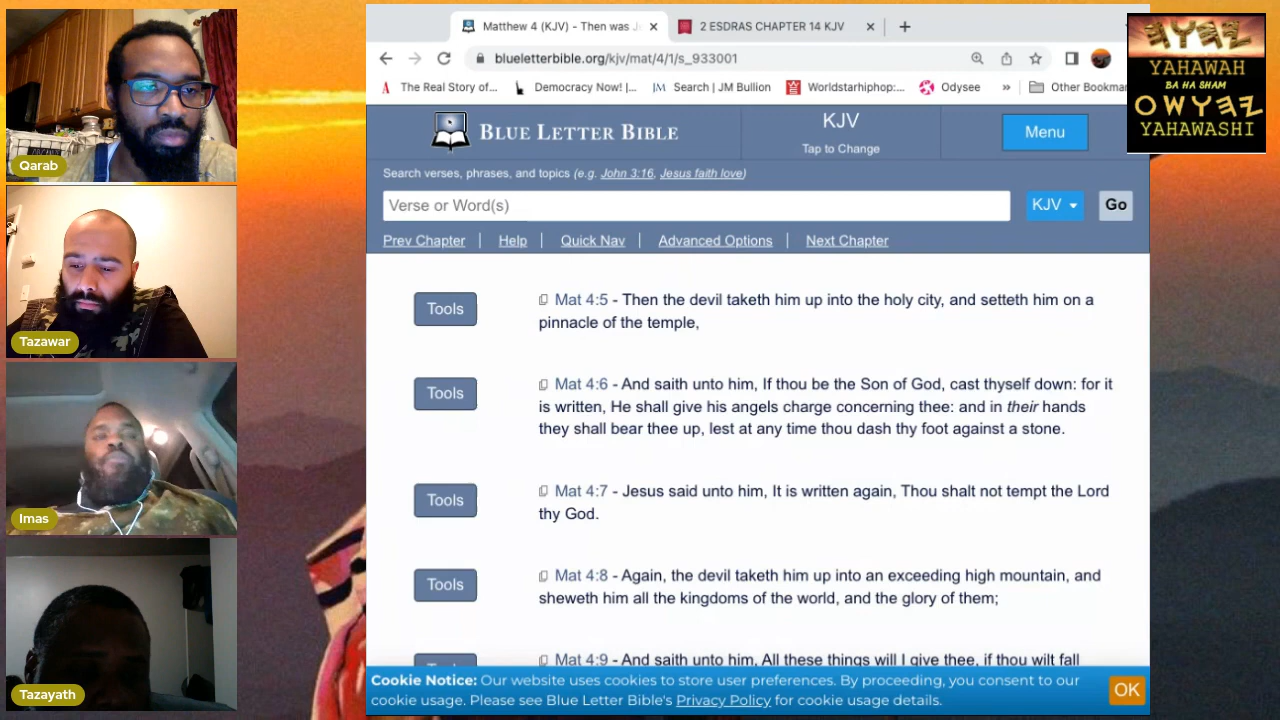 Qarab
Tazawar
Imas
Tazayath
Matthew 4 (KJV) - Then was J
2 ESDRAS CHAPTER 14 KJV
blueletterbible.org/kjv/mat/4/1/s_933001
The Real Story of...
Democracy Now! |...
Search | JM Bullion
Worldstarhiphop:...
Odysee
»
Other Bookmar
YAHAWAH
BA HA SHAM
YAHAWASHI
BLUE LETTER BIBLE
KJV
Tap to Change
Menu
Search verses, phrases, and topics (e.g. John 3:16, Jesus faith love)
Verse or Word(s)
KJV
Go
Prev Chapter | Help | Quick Nav | Advanced Options | Next Chapter
Tools
Mat 4:5 - Then the devil taketh him up into the holy city, and setteth him on a
pinnacle of the temple,
Tools
Mat 4:6 - And saith unto him, If thou be the Son of God, cast thyself down: for it
is written, He shall give his angels charge concerning thee: and in their hands
they shall bear thee up, lest at any time thou dash thy foot against a stone.
Tools
Mat 4:7 - Jesus said unto him, It is written again, Thou shalt not tempt the Lord
thy God.
Tools
Mat 4:8 - Again, the devil taketh him up into an exceeding high mountain, and
sheweth him all the kingdoms of the world, and the glory of them;
Mat 4:9 - And saith unto him, All these things will I give thee, if thou wilt fall
Cookie Notice: Our website uses cookies to store user preferences. By proceeding, you consent to our
cookie usage. Please see Blue Letter Bible's Privacy Policy for cookie usage details.
OK